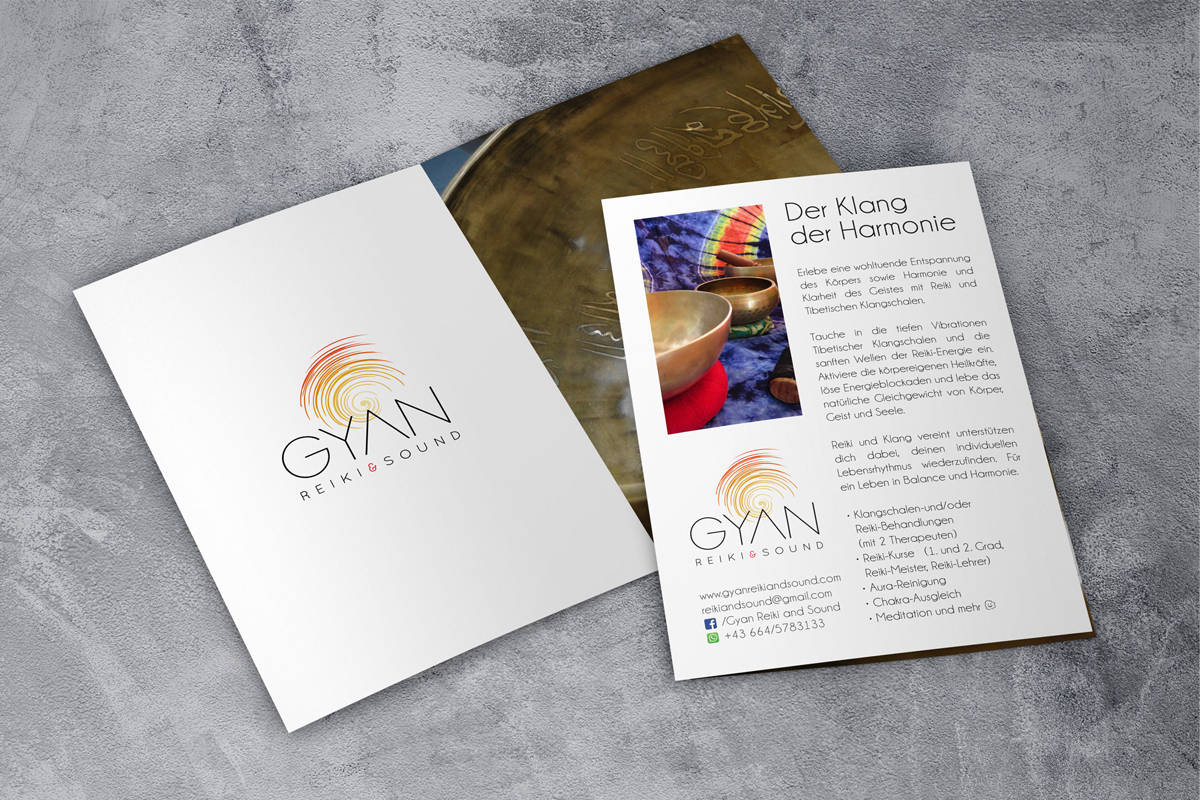 GYAN
REIKI&SOUND
Der Klang
der Harmonie
Erlebe eine wohltuende Entspannung
des Körpers sowie Harmonie und
Klarheit des Geistes mit Reiki und
Tibetischen Klangschalen.
Tauche in die tiefen Vibrationen
Tibetischer Klangschalen und die
sanften Wellen der Reiki-Energie ein.
Aktiviere die körpereigenen Heilkräfte,
löse Energieblockaden und lebe das
natürliche Gleichgewicht von Körper,
Geist und Seele.
Reiki und Klang vereint unterstützen
dich dabei, deinen individuellen
Lebensrhythmus wiederzufinden. Für
ein Leben in Balance und Harmonie.
• Klangschalen-und/oder
Reiki-Behandlungen
(mit 2 Therapeuten)
• Reiki-Kurse (1. und 2. Grad,
Reiki-Meister, Reiki-Lehrer)
• Aura-Reinigung
• Chakra-Ausgleich
• Meditation und mehr ☺
GYAN
REIKI&SOUND
www.gyanreikiandsound.com
reikiandsound@gmail.com
/Gyan Reiki and Sound
+43 664/5783133